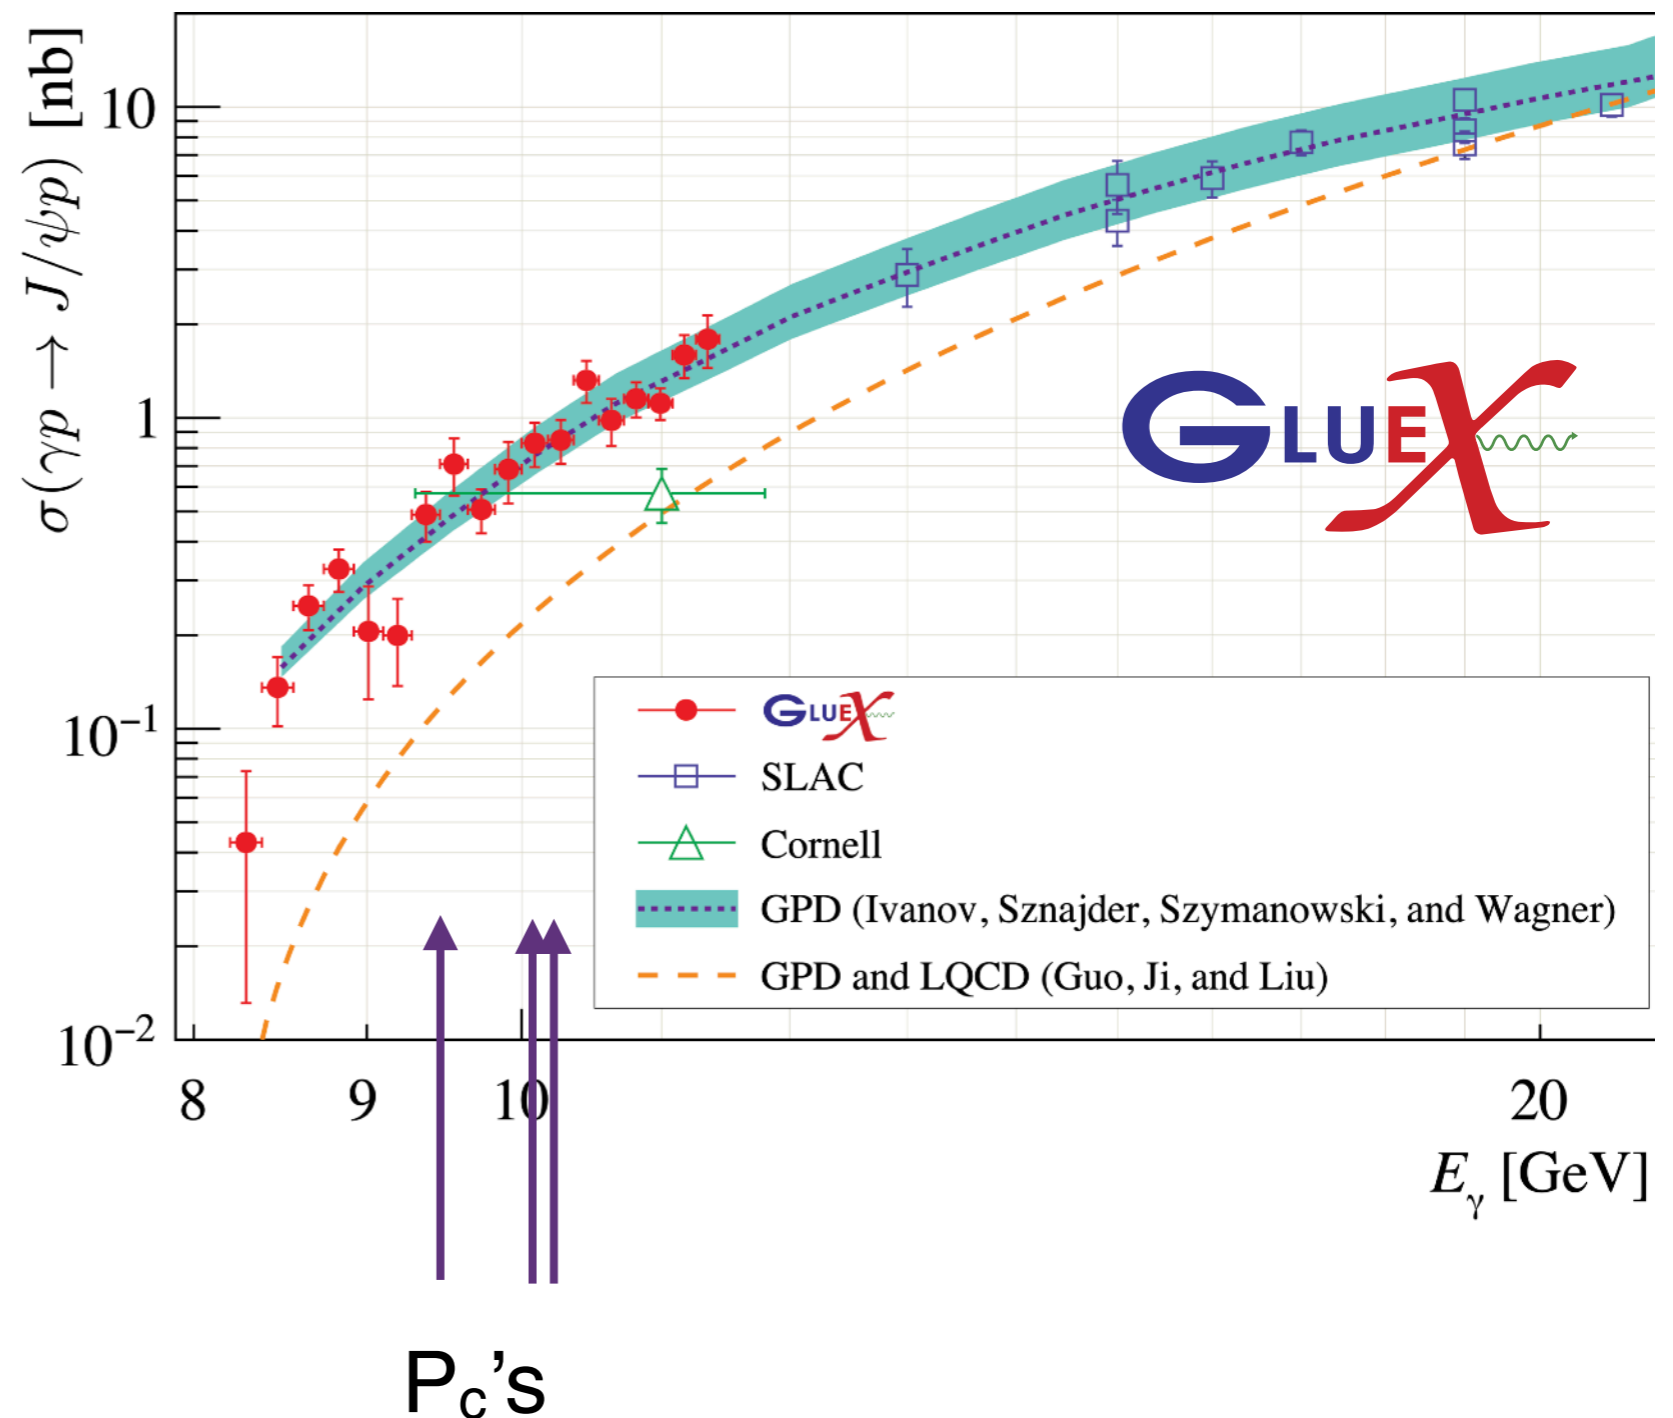 σ(γp → J/ψp) [nb]
10
1
10⁻¹
10⁻²
GLUEX
GLUEX
SLAC
Cornell
GPD (Ivanov, Sznajder, Szymanowski, and Wagner)
GPD and LQCD (Guo, Ji, and Liu)
8 9 10 20
E_γ [GeV]
P_c's